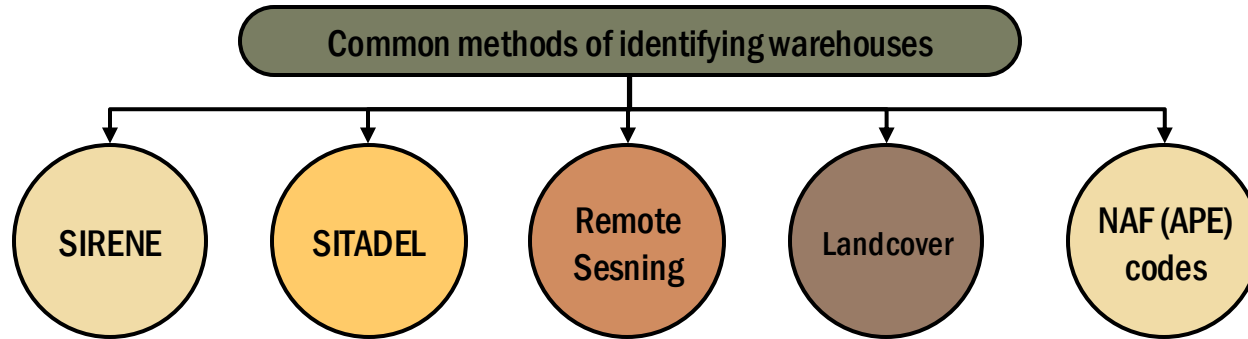 Common methods of identifying warehouses
SIRENE
SITADEL
Remote
Sesning
Landcover
NAF (APE)
codes